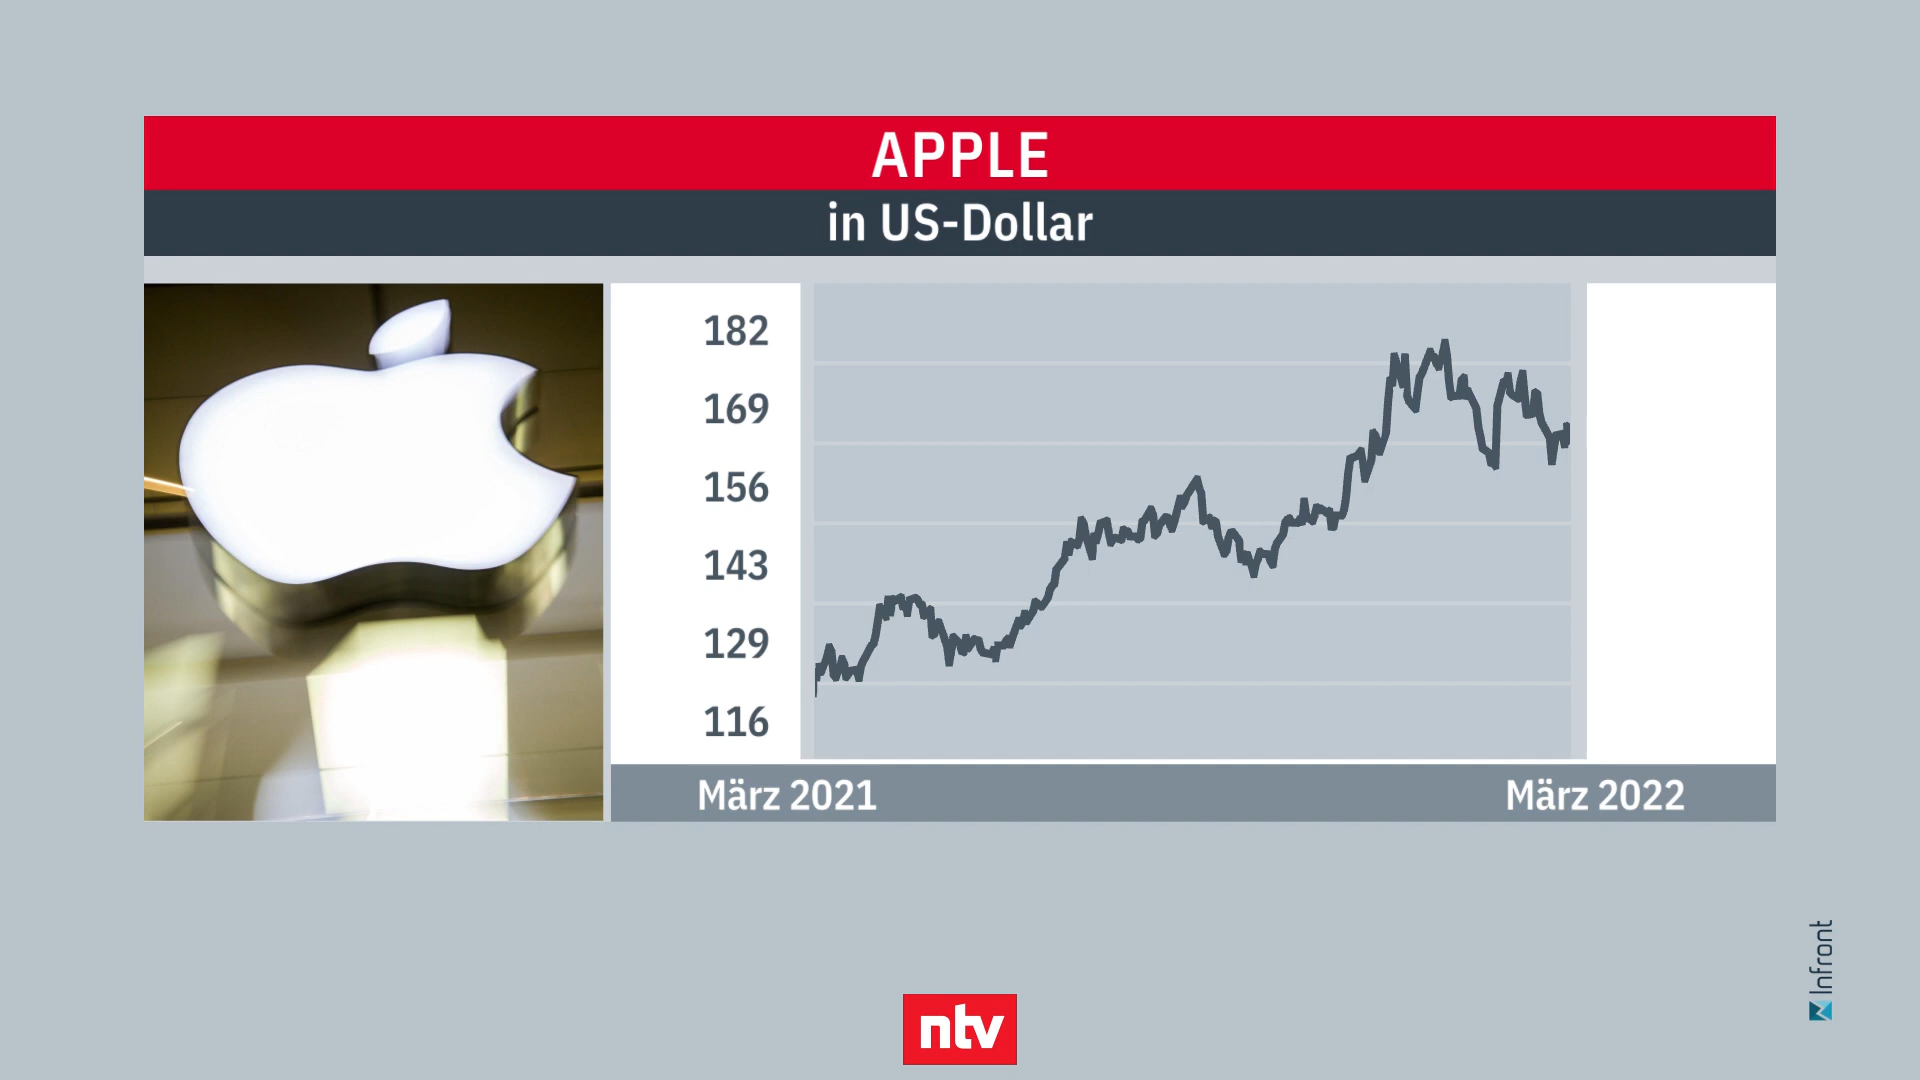 APPLE
in US-Dollar
182
169
156
143
129
116
März 2021
März 2022
Infront
ntv